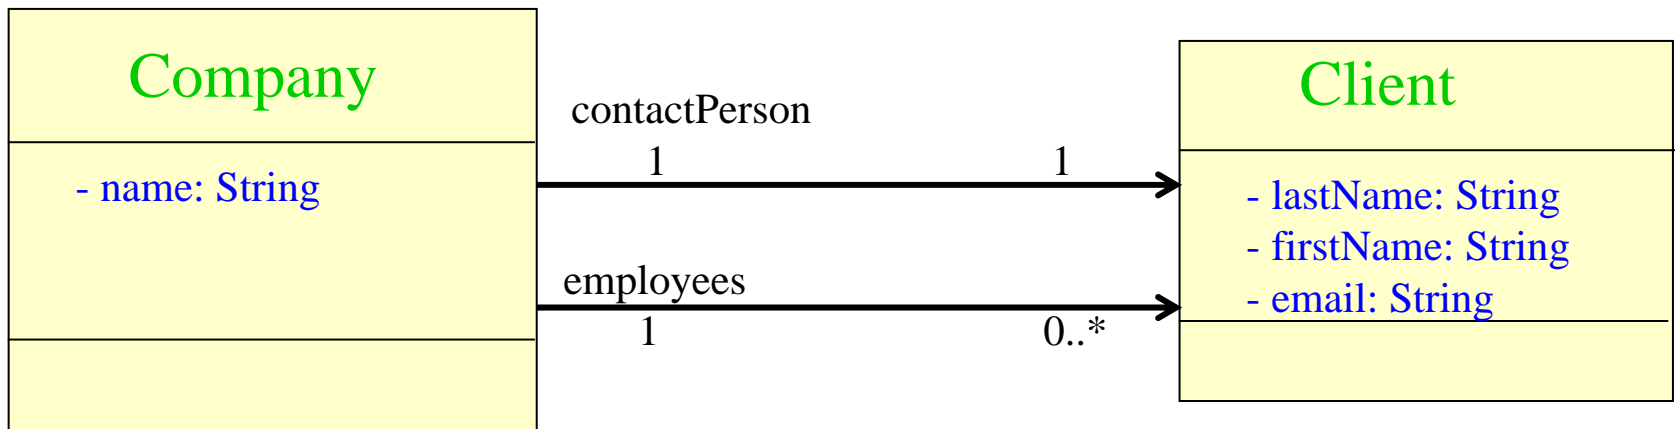 Company
- name: String
contactPerson
1 1
employees
1 0..*
Client
- lastName: String
- firstName: String
- email: String